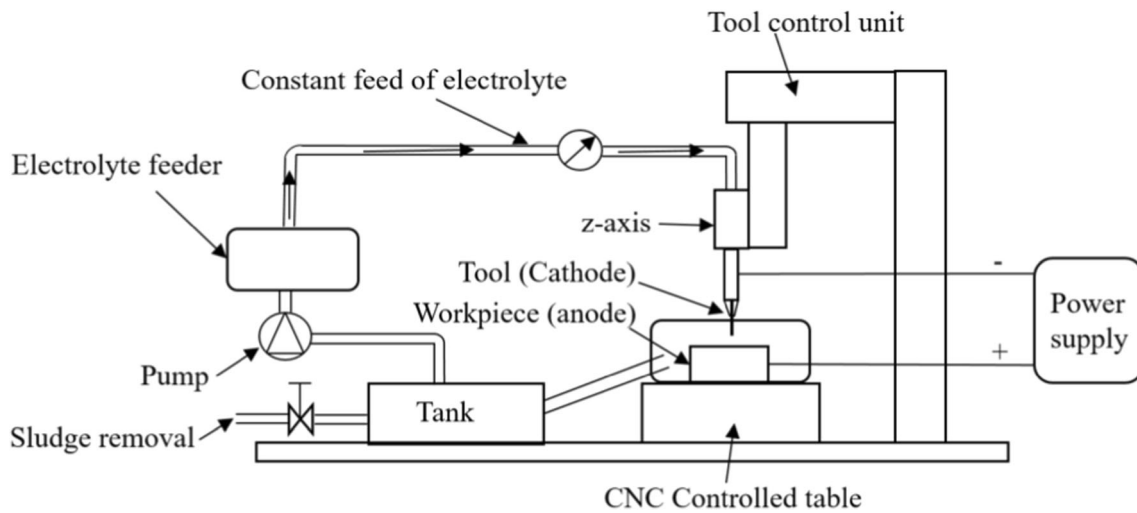 Tool control unit
Constant feed of electrolyte
Electrolyte feeder
z-axis
Tool (Cathode)
-
Workpiece (anode)
Power
supply
+
Pump
Tank
Sludge removal
CNC Controlled table